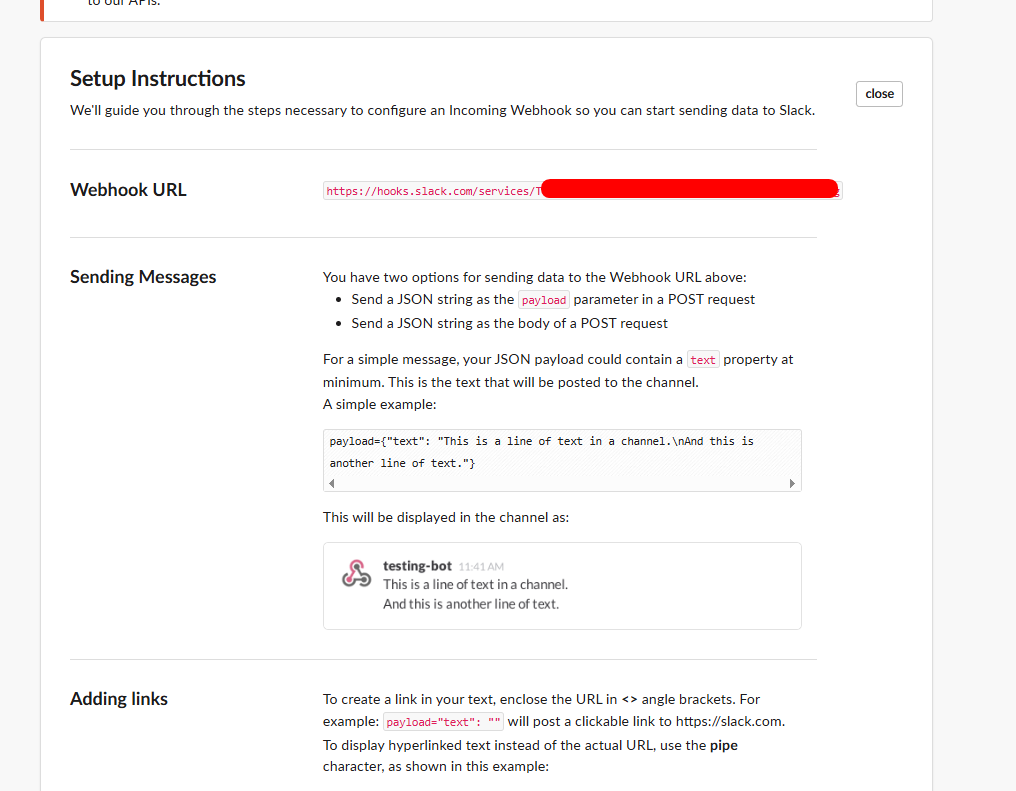 to our APIs.
Setup Instructions
close
We'll guide you through the steps necessary to configure an Incoming Webhook so you can start sending data to Slack.
Webhook URL
https://hooks.slack.com/services/T
Sending Messages
You have two options for sending data to the Webhook URL above:
• Send a JSON string as the payload parameter in a POST request
• Send a JSON string as the body of a POST request
For a simple message, your JSON payload could contain a text property at
minimum. This is the text that will be posted to the channel.
A simple example:
payload={"text": "This is a line of text in a channel.\nAnd this is
another line of text."}
This will be displayed in the channel as:
testing-bot 11:41 AM
This is a line of text in a channel.
And this is another line of text.
Adding links
To create a link in your text, enclose the URL in <> angle brackets. For
example: payload="text": "" will post a clickable link to https://slack.com.
To display hyperlinked text instead of the actual URL, use the pipe
character, as shown in this example: